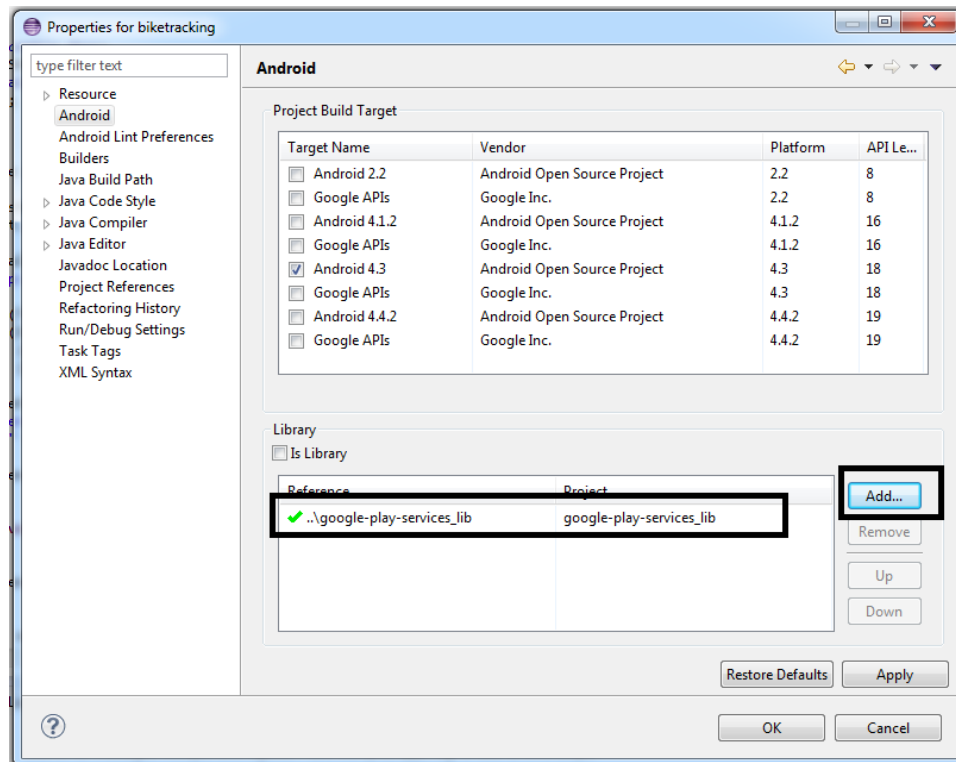 Properties for biketracking
type filter text
Resource
Android
Android Lint Preferences
Builders
Java Build Path
Java Code Style
Java Compiler
Java Editor
Javadoc Location
Project References
Refactoring History
Run/Debug Settings
Task Tags
XML Syntax
Android
Project Build Target
Target Name Vendor Platform API Le...
Android 2.2 Android Open Source Project 2.2 8
Google APIs Google Inc. 2.2 8
Android 4.1.2 Android Open Source Project 4.1.2 16
Google APIs Google Inc. 4.1.2 16
Android 4.3 Android Open Source Project 4.3 18
Google APIs Google Inc. 4.3 18
Android 4.4.2 Android Open Source Project 4.4.2 19
Google APIs Google Inc. 4.4.2 19
Library
Is Library
Reference Project
..\google-play-services_lib google-play-services_lib
Add...
Remove
Up
Down
Restore Defaults Apply
? OK Cancel